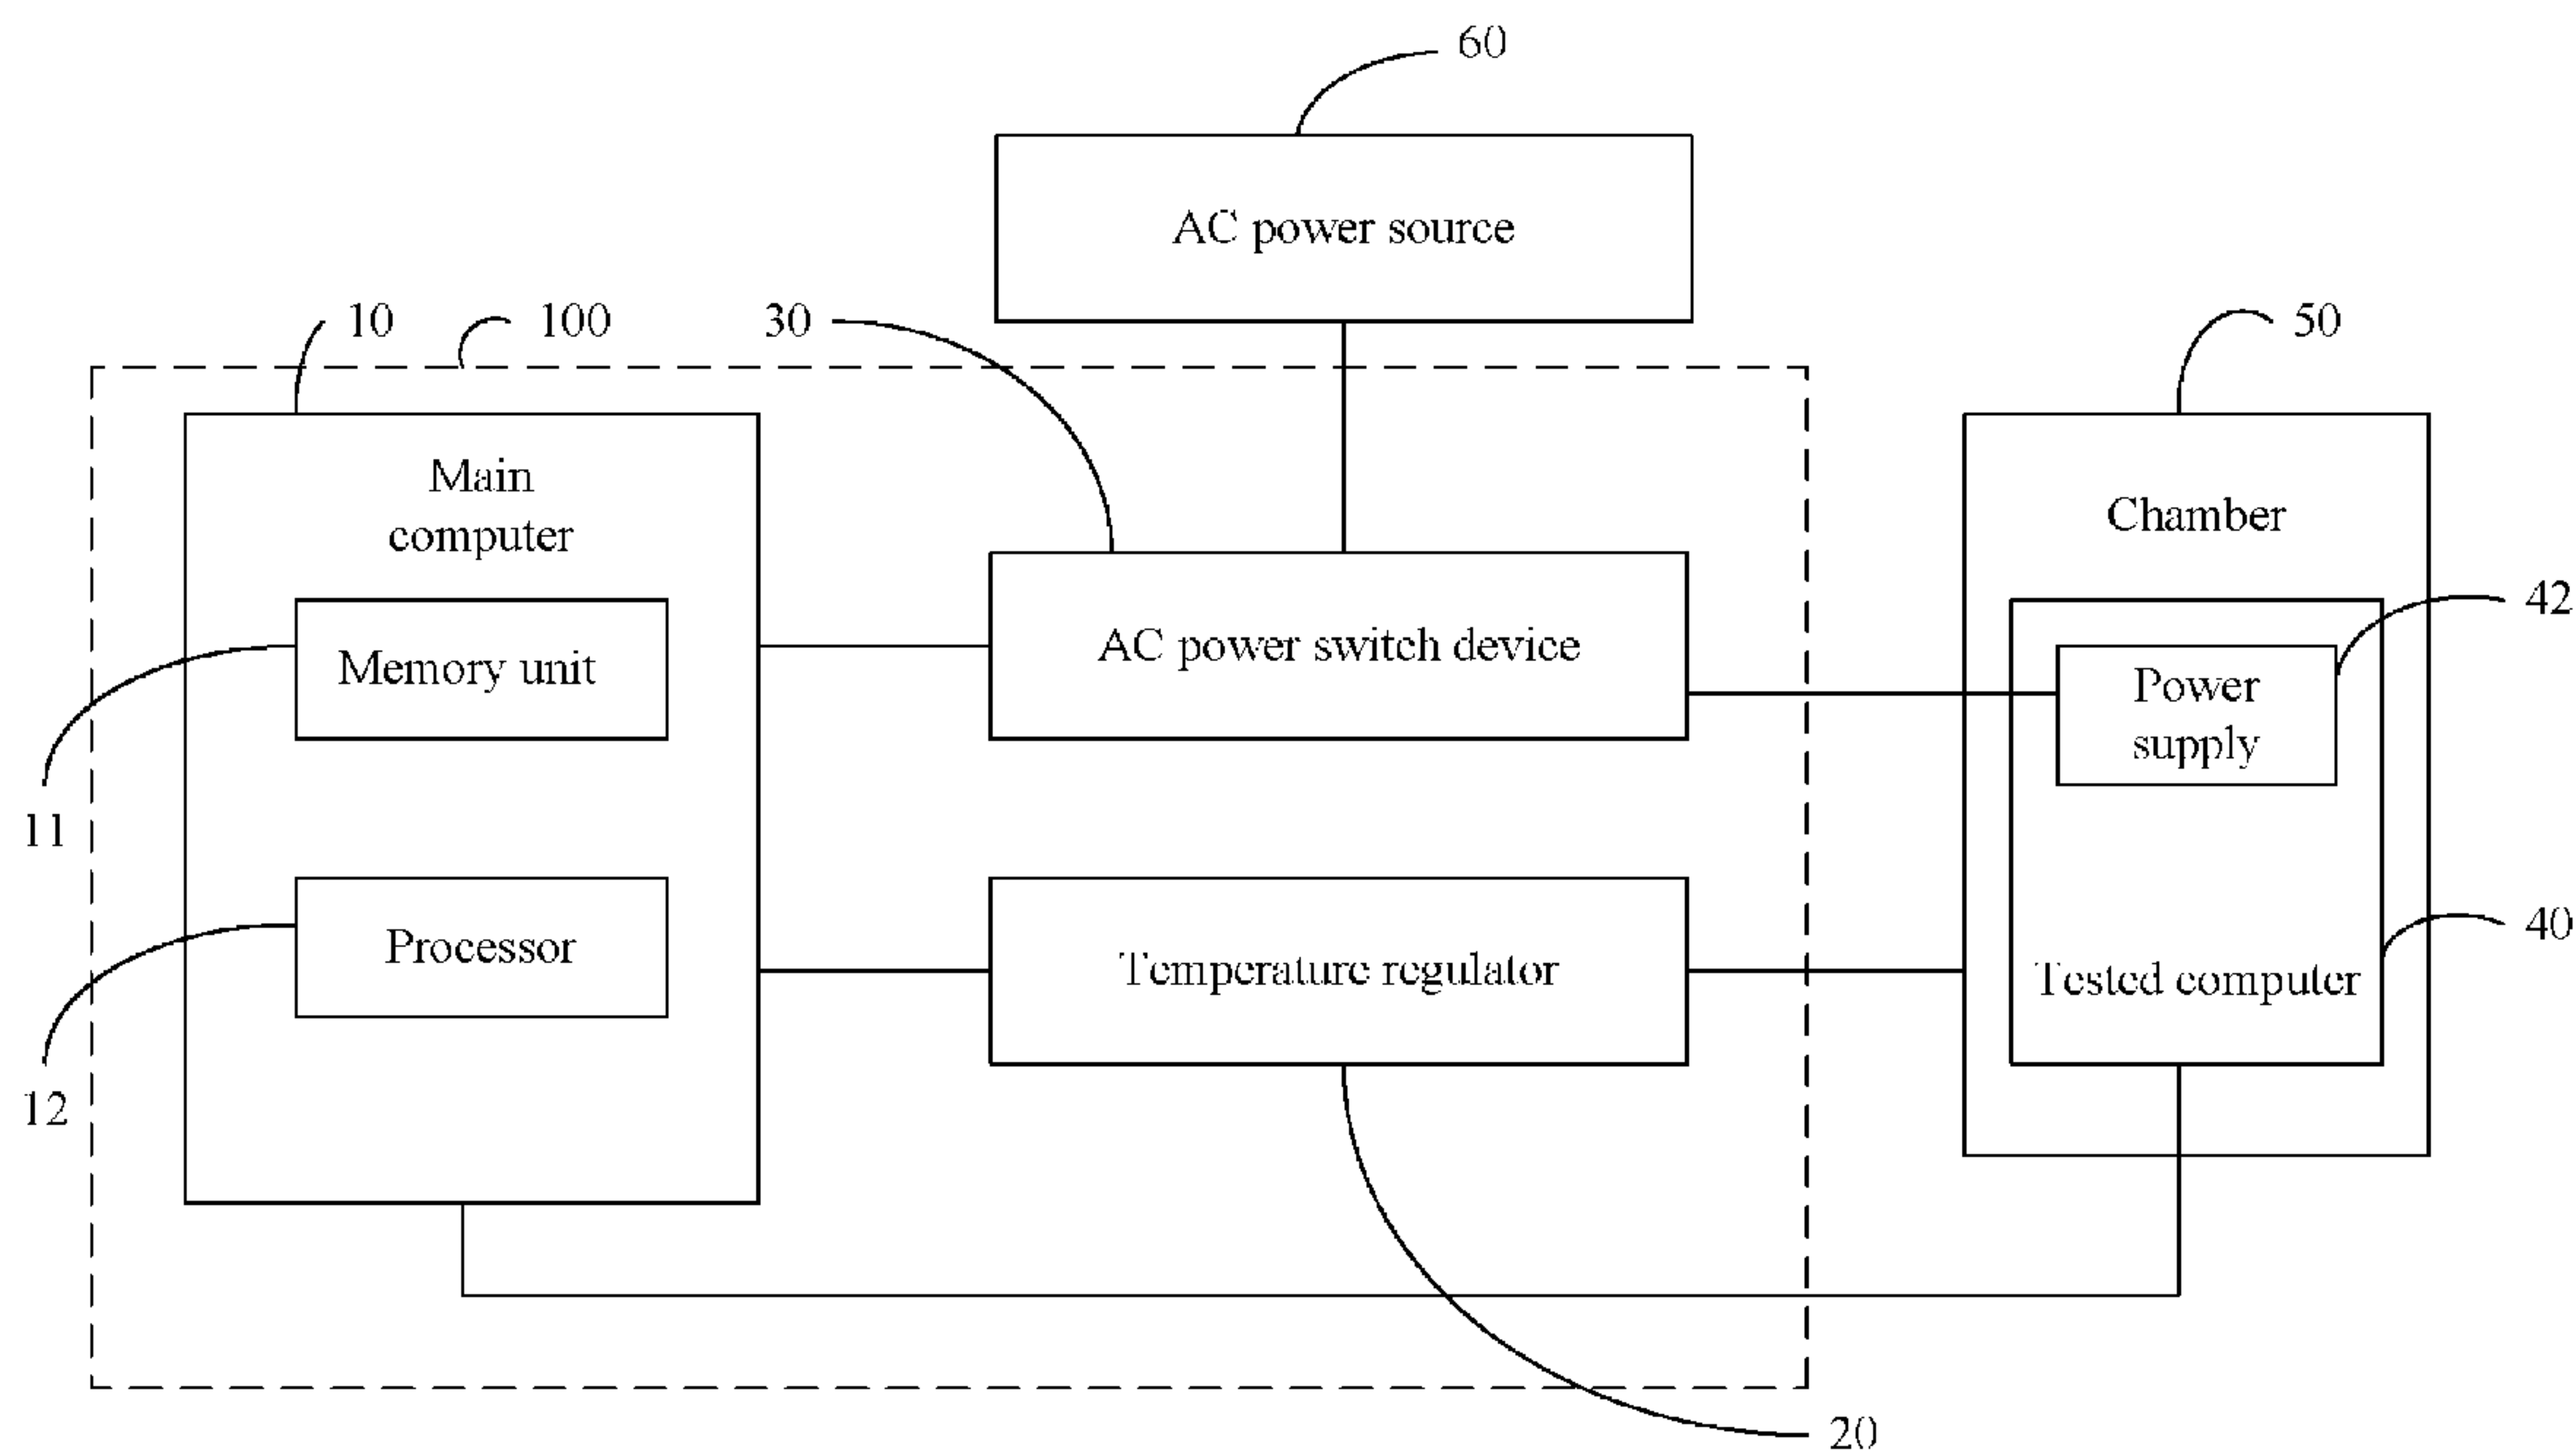 60
AC power source
10
100
30
50
Main
computer
Chamber
42
Memory unit
AC power switch device
Power
supply
11
Processor
Temperature regulator
40
Tested computer
12
20